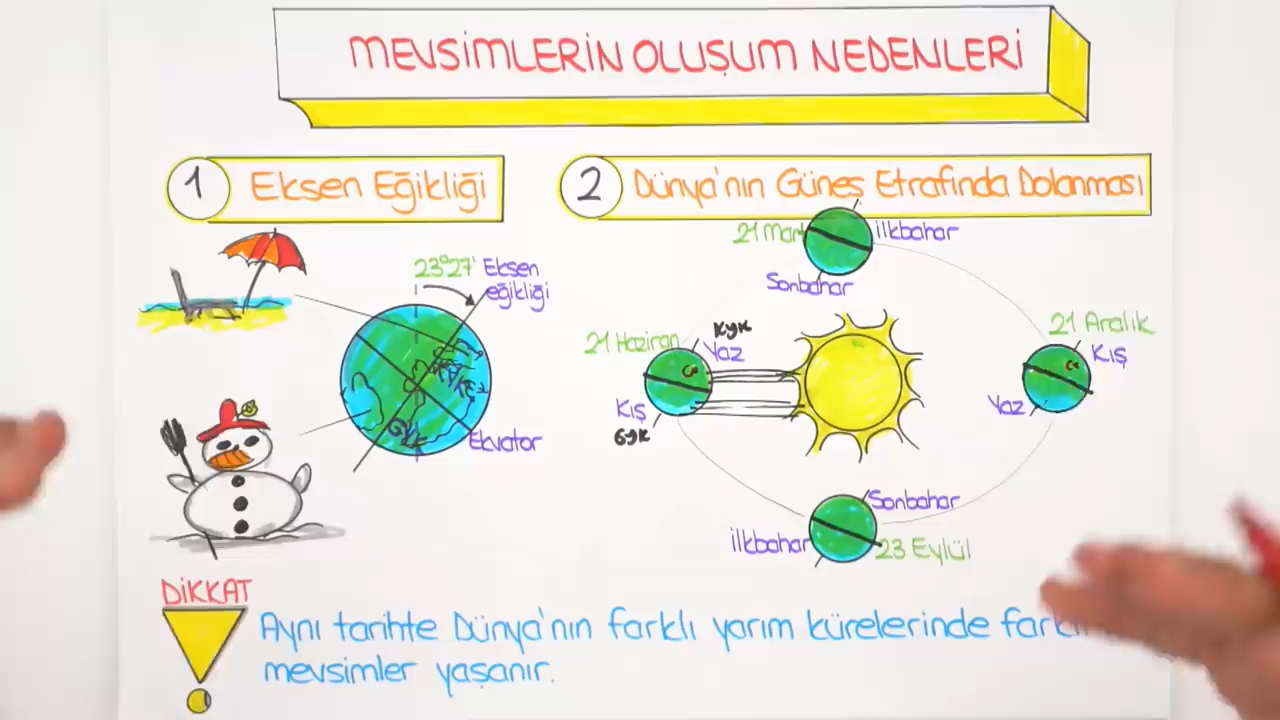 MEVSİMLERİN OLUŞUM NEDENLERİ
1 Eksen Eğikliği
2 Dünya'nın Güneş Etrafında Dolanması
23°27' Eksen
eğikliği
KYK
GYK
Ekvator
21 Mart
İlkbahar
Sonbahar
21 Haziran
KYK
Yaz
Kış
GYK
21 Aralık
Kış
Yaz
Sonbahar
İlkbahar
23 Eylül
DİKKAT
Aynı tarihte Dünya'nın farklı yarım kürelerinde
mevsimler yaşanır.